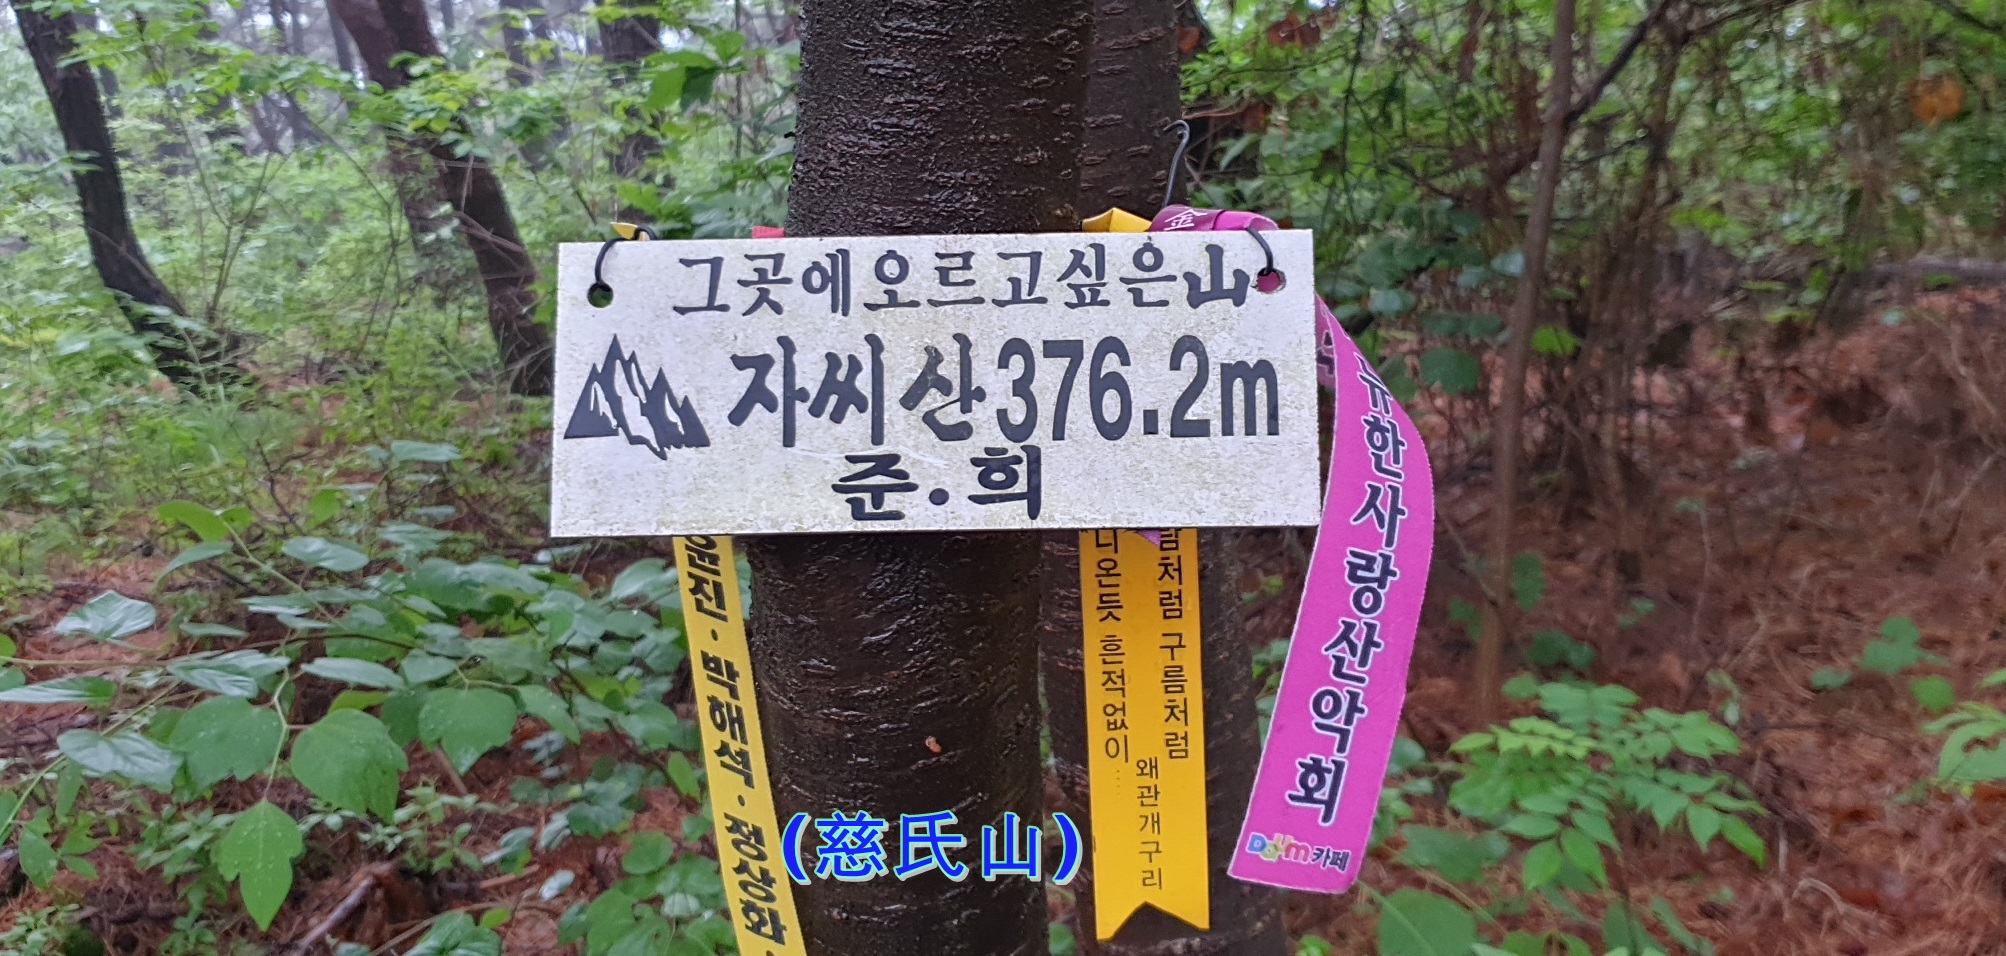 그곳에오르고싶은山
자씨산376.2m
준.희
金
뉴한사랑산악회
Daum카페
진·박해석·정상화·
처럼 구름처럼
온듯 흔적없이
왜관개구리
(慈氏山)